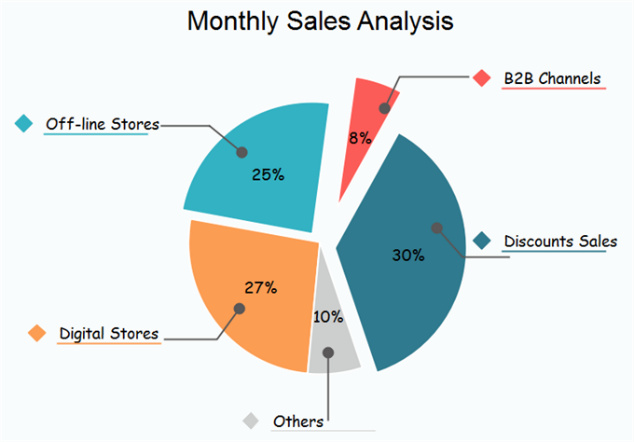 Monthly Sales Analysis
B2B Channels
Off-line Stores
8%
25%
Discounts Sales
30%
27%
10%
Digital Stores
Others